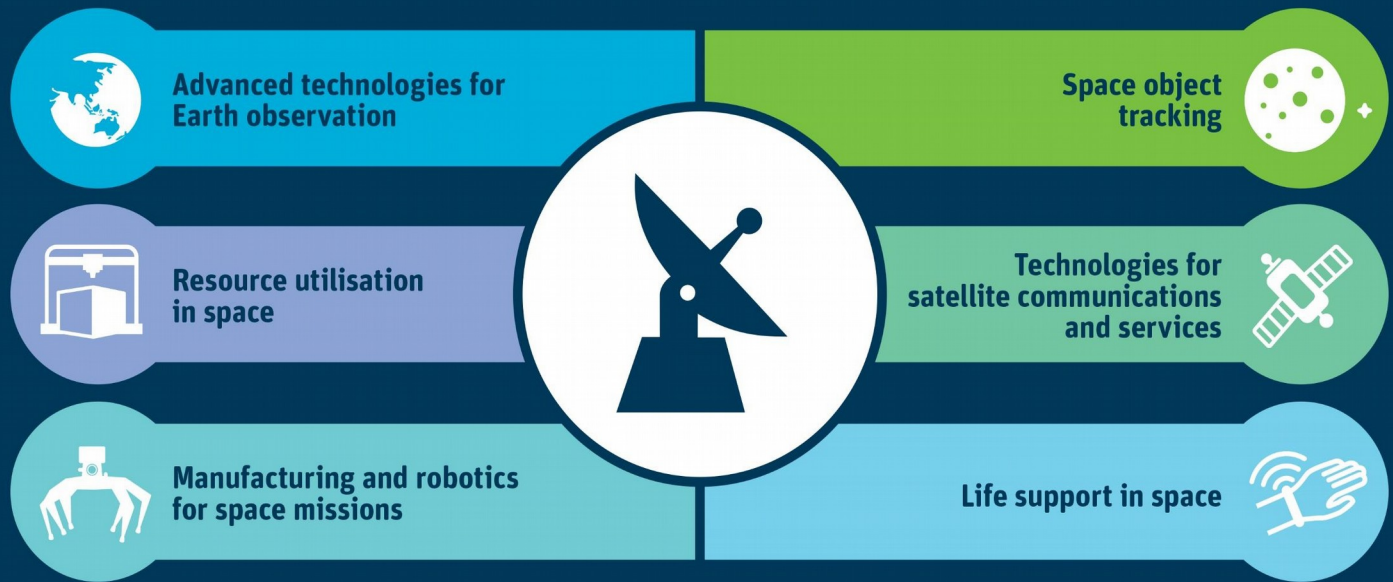 Advanced technologies for
Earth observation
Space object
tracking
Resource utilisation
in space
Technologies for
satellite communications
and services
Manufacturing and robotics
for space missions
Life support in space